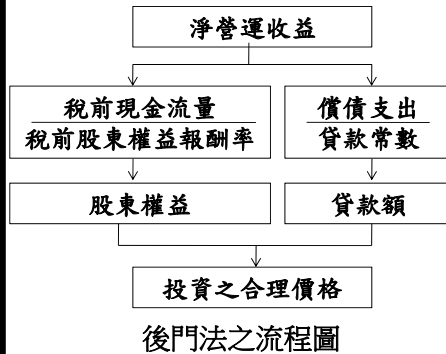 淨營運收益
稅前現金流量
稅前股東權益報酬率
償債支出
貸款常數
股東權益
貸款額
投資之合理價格
後門法之流程圖